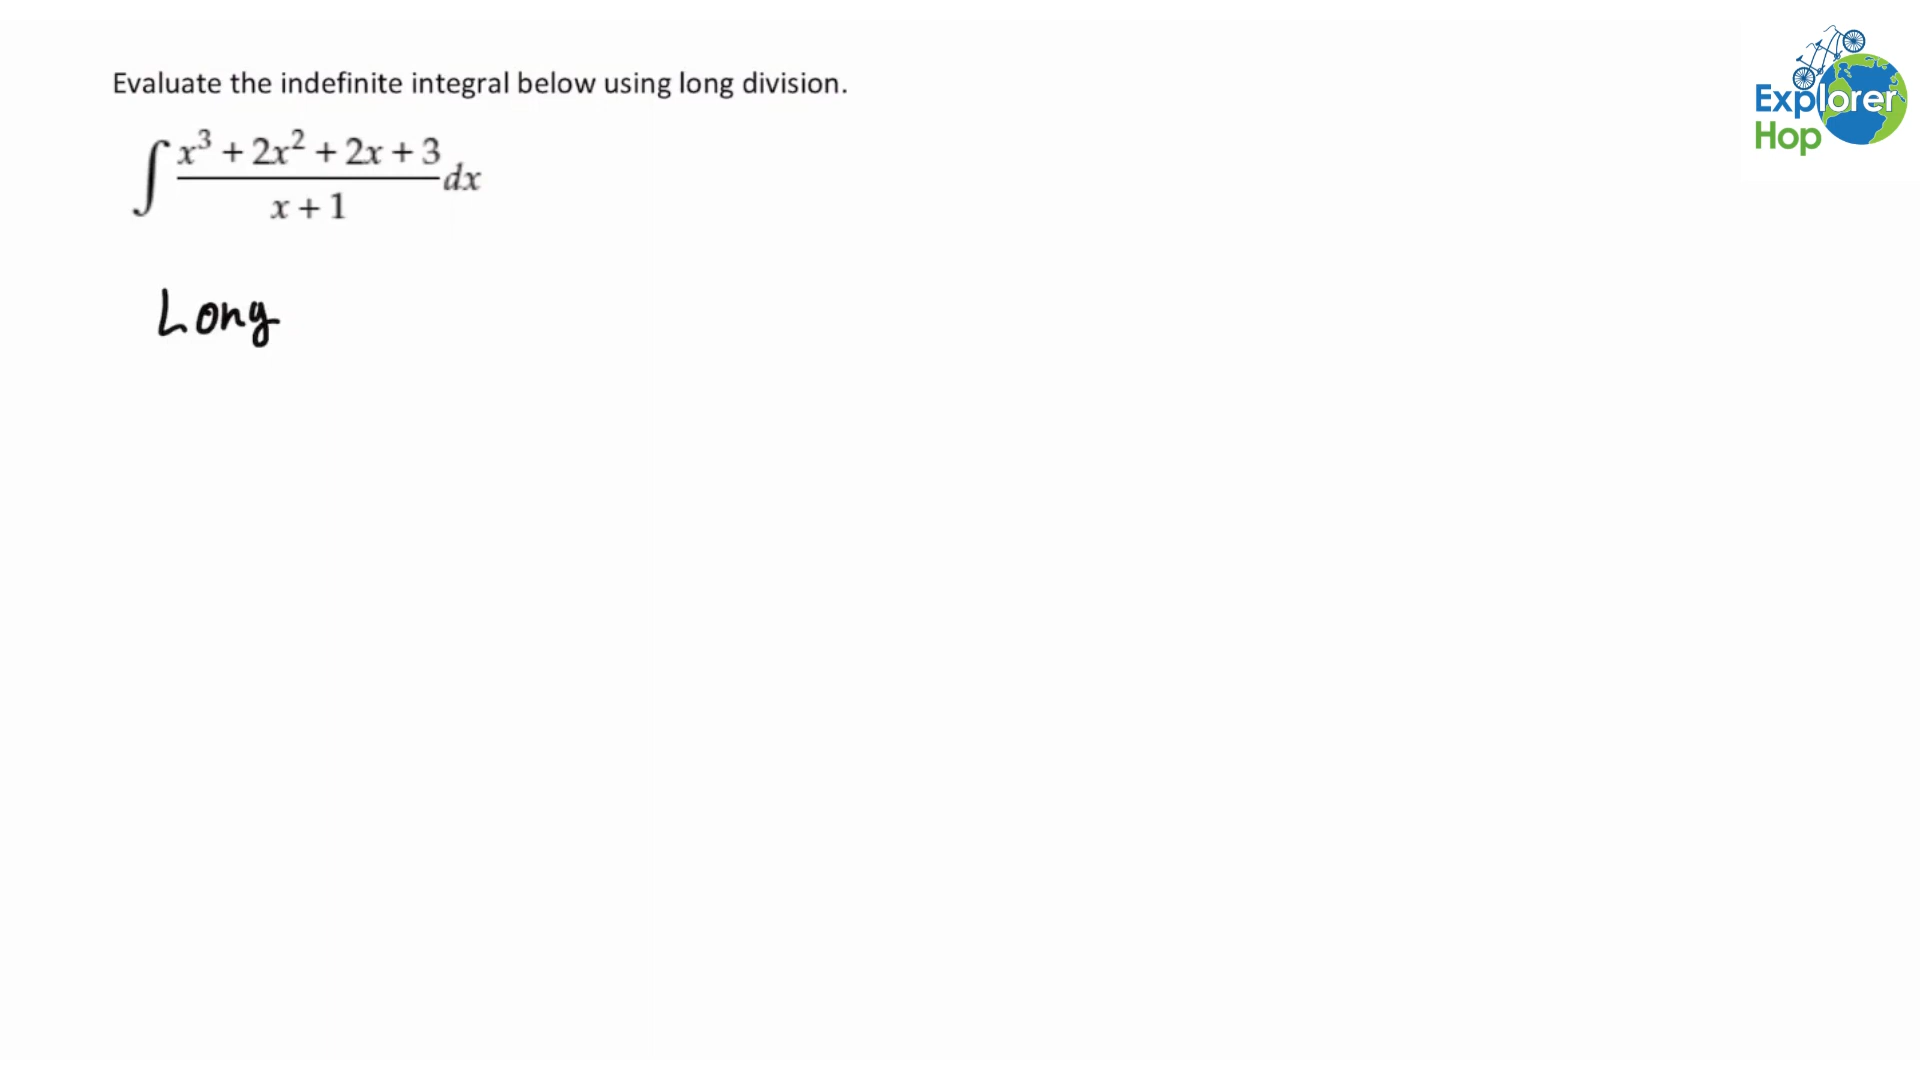 Evaluate the indefinite integral below using long division.
∫ (x³ + 2x² + 2x + 3)/(x + 1) dx
Long
Explorer
Hop